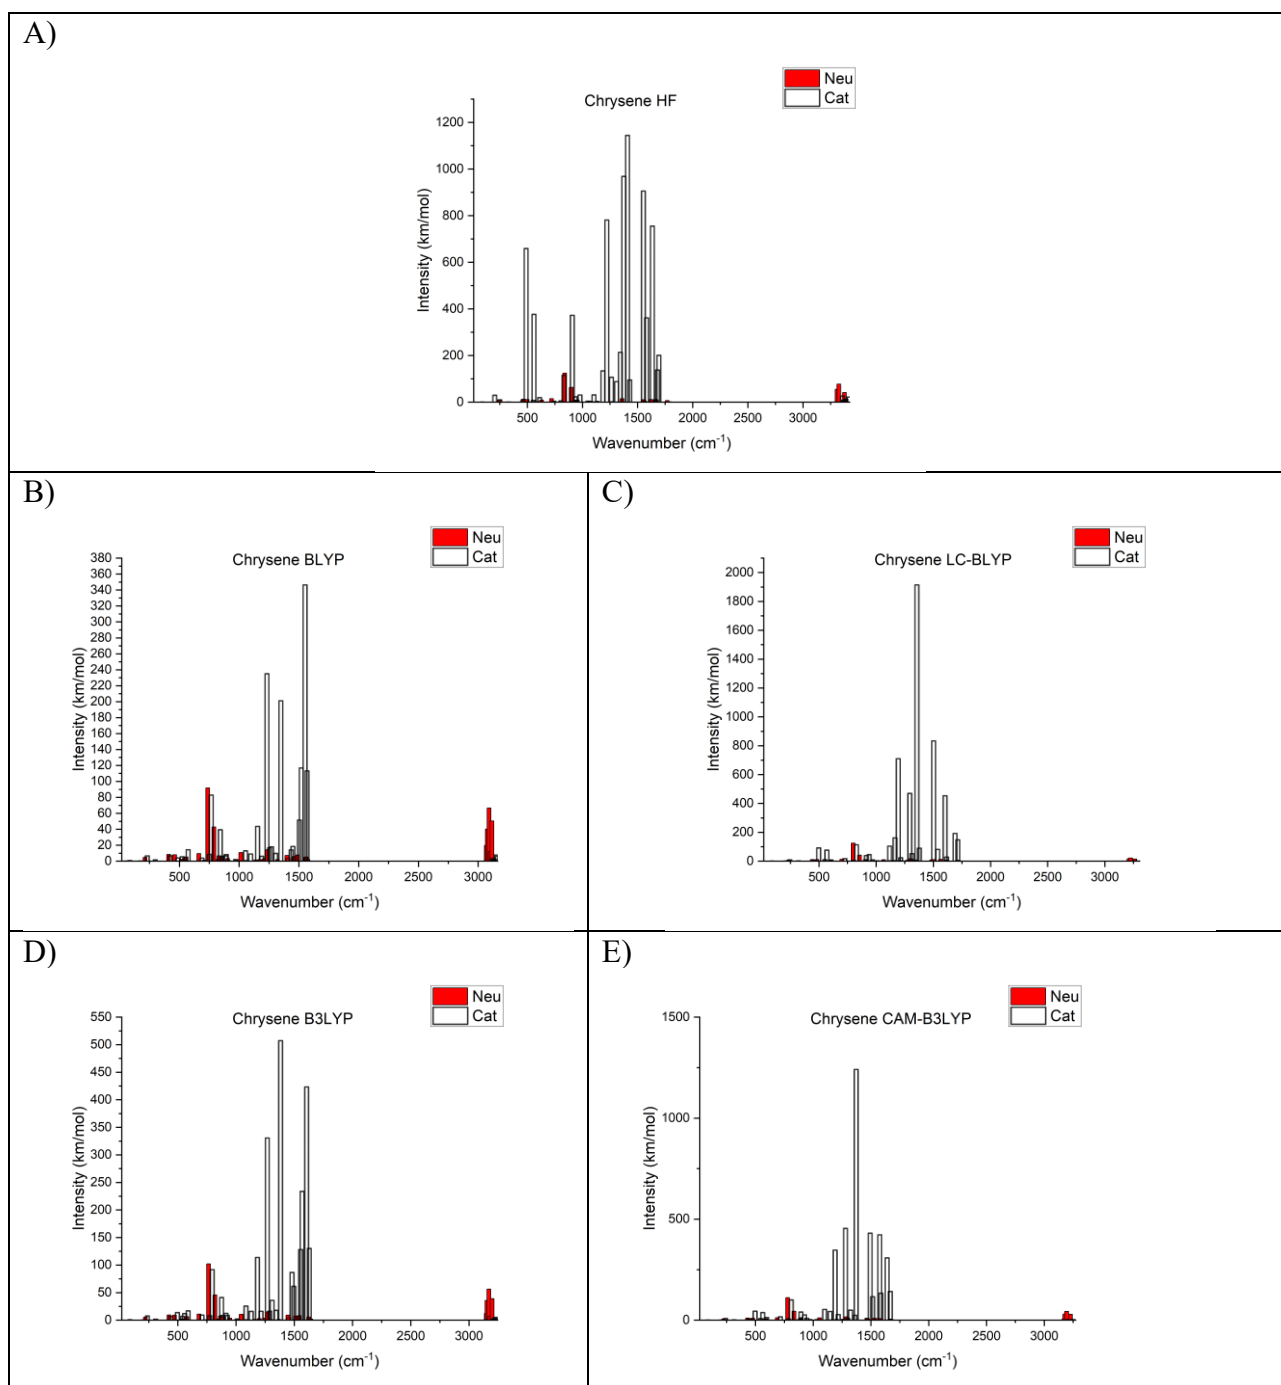 A)
Chrysene HF
Neu
Cat
Intensity (km/mol)
1200
1000
800
600
400
200
0
500 1000 1500 2000 2500 3000
Wavenumber (cm⁻¹)
B)
Chrysene BLYP
Neu
Cat
Intensity (km/mol)
380
360
340
320
300
280
260
240
220
200
180
160
140
120
100
80
60
40
20
0
500 1000 1500 2000 2500 3000
Wavenumber (cm⁻¹)
C)
Chrysene LC-BLYP
Neu
Cat
Intensity (km/mol)
2000
1800
1600
1400
1200
1000
800
600
400
200
0
500 1000 1500 2000 2500 3000
Wavenumber (cm⁻¹)
D)
Chrysene B3LYP
Neu
Cat
Intensity (km/mol)
550
500
450
400
350
300
250
200
150
100
50
0
500 1000 1500 2000 2500 3000
Wavenumber (cm⁻¹)
E)
Chrysene CAM-B3LYP
Neu
Cat
Intensity (km/mol)
1500
1000
500
0
500 1000 1500 2000 2500 3000
Wavenumber (cm⁻¹)